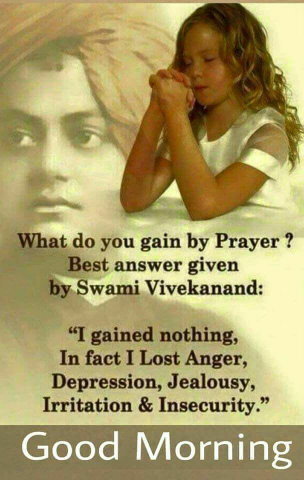 What do you gain by Prayer ?
Best answer given
by Swami Vivekanand:
“I gained nothing,
In fact I Lost Anger,
Depression, Jealousy,
Irritation & Insecurity.”
Good Morning